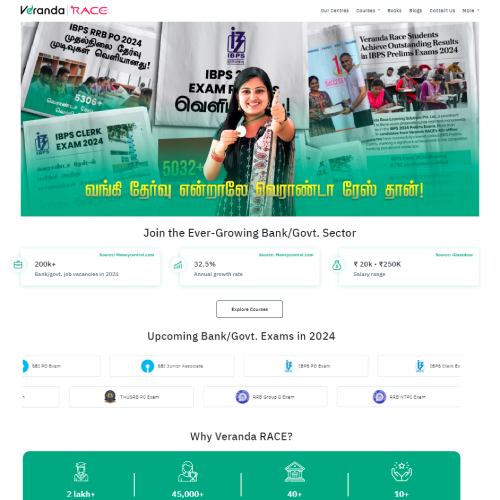 Veranda RACE
Our Centres Courses Books Blogs Contact Us More
IBPS RRB PO 2024
முதல்நிலை தேர்வு
முடிவுகள் வெளியானது!
5306+
IBPS CLERK
EXAM 2024
IBPS
IBPS
EXAM
வெளி
5032+
Veranda Race Students
Achieve Outstanding Results
in IBPS Prelims Exams 2024
வங்கி தேர்வு என்றாலே வெராண்டா ரேஸ் தான்!
Join the Ever-Growing Bank/Govt. Sector
Source: Moneycontrol.com
200k+
Bank/govt. job vacancies in 2024
Source: Moneycontrol.com
32.5%
Annual growth rate
Source: Glassdoor
₹ 20k - ₹250K
Salary range
Explore Courses
Upcoming Bank/Govt. Exams in 2024
SBI PO Exam
SBI Junior Associate
IBPS PO Exam
IBPS Clerk Ex
TNUSRB PC Exam
RRB Group D Exam
RRB NTPC Exam
Why Veranda RACE?
2 lakh+
45,000+
40+
10+